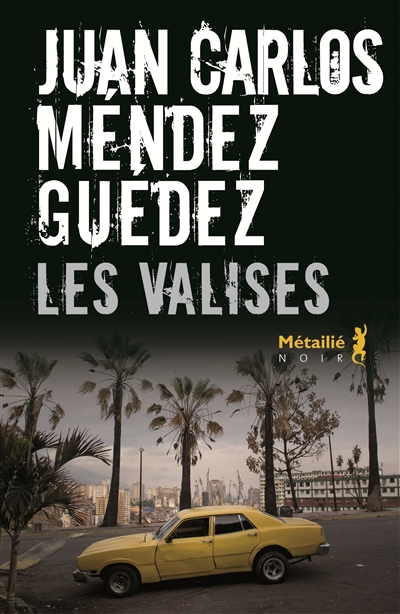 JUAN CARLOS
MÉNDEZ
GUÉDEZ
LES VALISES
Métailié
NOIR